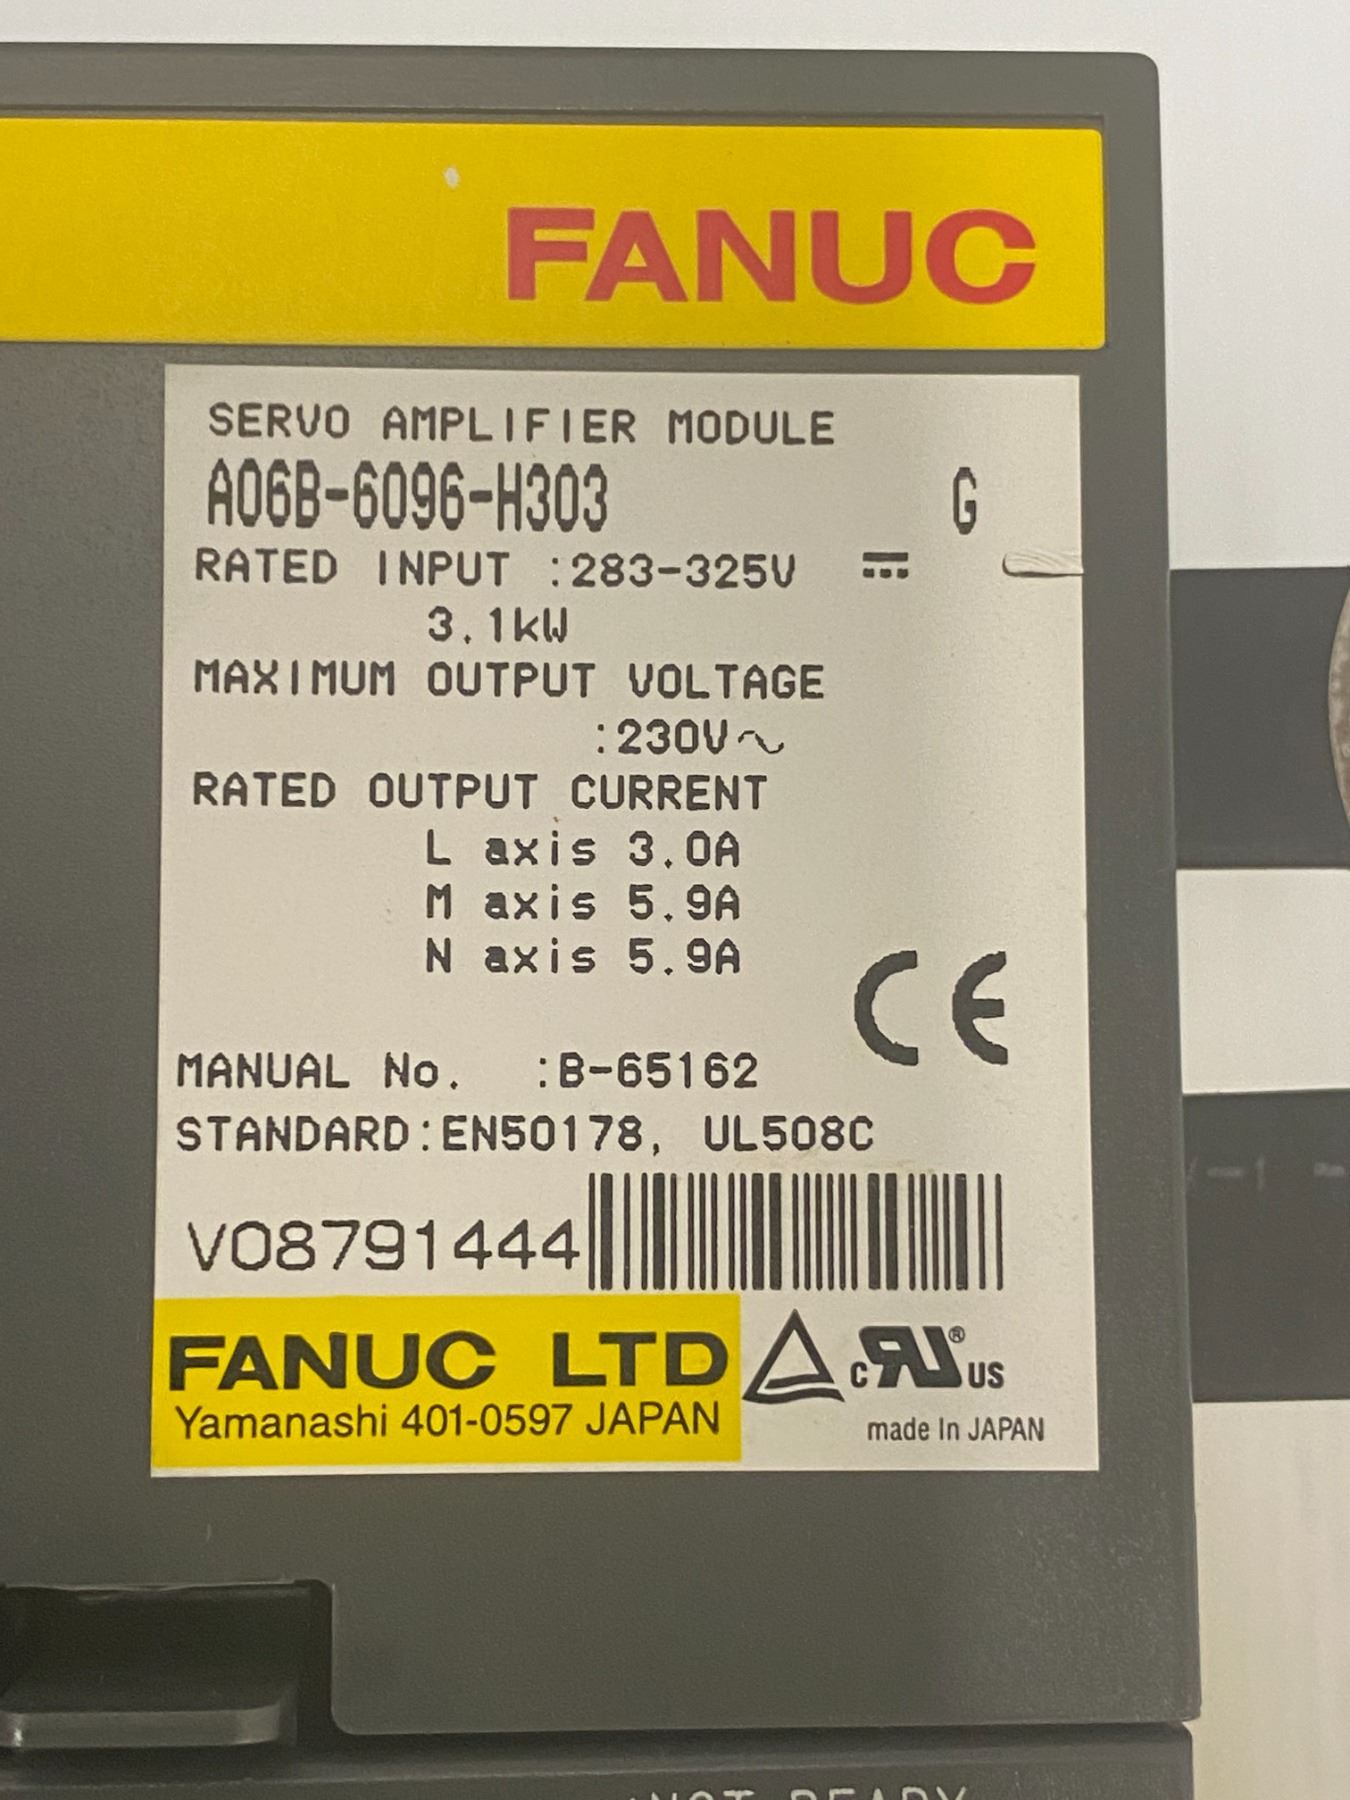 FANUC
SERVO AMPLIFIER MODULE
A06B-6096-H303 G
RATED INPUT :283-325V ⎓
3.1kW
MAXIMUM OUTPUT VOLTAGE
:230V~
RATED OUTPUT CURRENT
L axis 3.0A
M axis 5.9A
N axis 5.9A
CE
MANUAL No. :B-65162
STANDARD:EN50178, UL508C
V08791444
FANUC LTD
Yamanashi 401-0597 JAPAN
c RU ® US
made In JAPAN